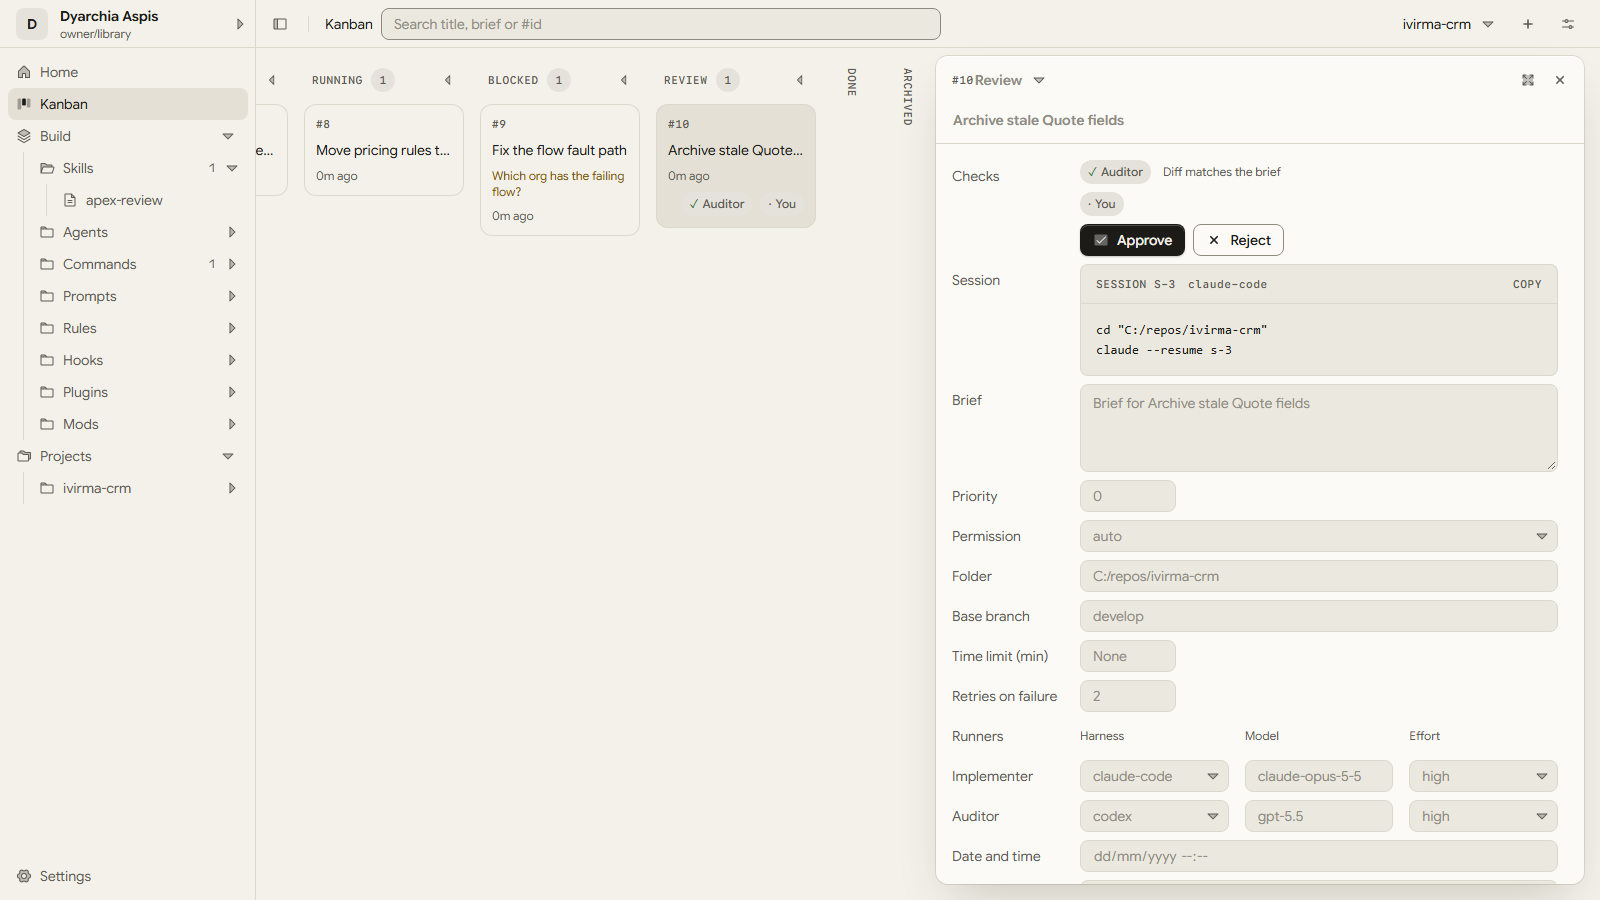 D
Dyarchia Aspis
owner/library
Home
Kanban
Build
Skills 1
apex-review
Agents
Commands 1
Prompts
Rules
Hooks
Plugins
Mods
Projects
ivirma-crm
Settings
Kanban
Search title, brief or #id
ivirma-crm
e...
RUNNING 1
#8
Move pricing rules t...
0m ago
BLOCKED 1
#9
Fix the flow fault path
Which org has the failing
flow?
0m ago
REVIEW 1
#10
Archive stale Quote...
0m ago
✓ Auditor · You
DONE
ARCHIVED
#10 Review
Archive stale Quote fields
Checks
✓ Auditor Diff matches the brief
· You
Approve
Reject
Session
SESSION S-3 claude-code COPY
cd "C:/repos/ivirma-crm"
claude --resume s-3
Brief
Brief for Archive stale Quote fields
Priority 0
Permission auto
Folder C:/repos/ivirma-crm
Base branch develop
Time limit (min) None
Retries on failure 2
Runners Harness Model Effort
Implementer claude-code claude-opus-5-5 high
Auditor codex gpt-5.5 high
Date and time dd/mm/yyyy --:--